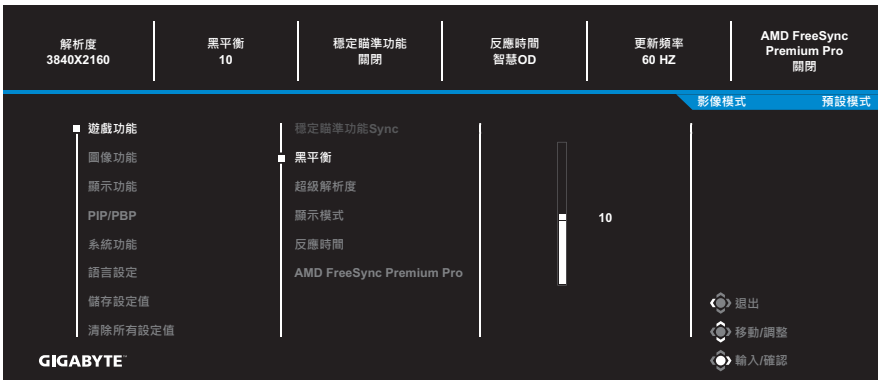 解析度
3840X2160
黑平衡
10
穩定瞄準功能
關閉
反應時間
智慧OD
更新頻率
60 HZ
AMD FreeSync
Premium Pro
關閉
影像模式
預設模式
遊戲功能
圖像功能
顯示功能
PIP/PBP
系統功能
語言設定
儲存設定值
清除所有設定值
穩定瞄準功能Sync
黑平衡
超級解析度
顯示模式
反應時間
AMD FreeSync Premium Pro
10
退出
移動/調整
輸入/確認
GIGABYTE™